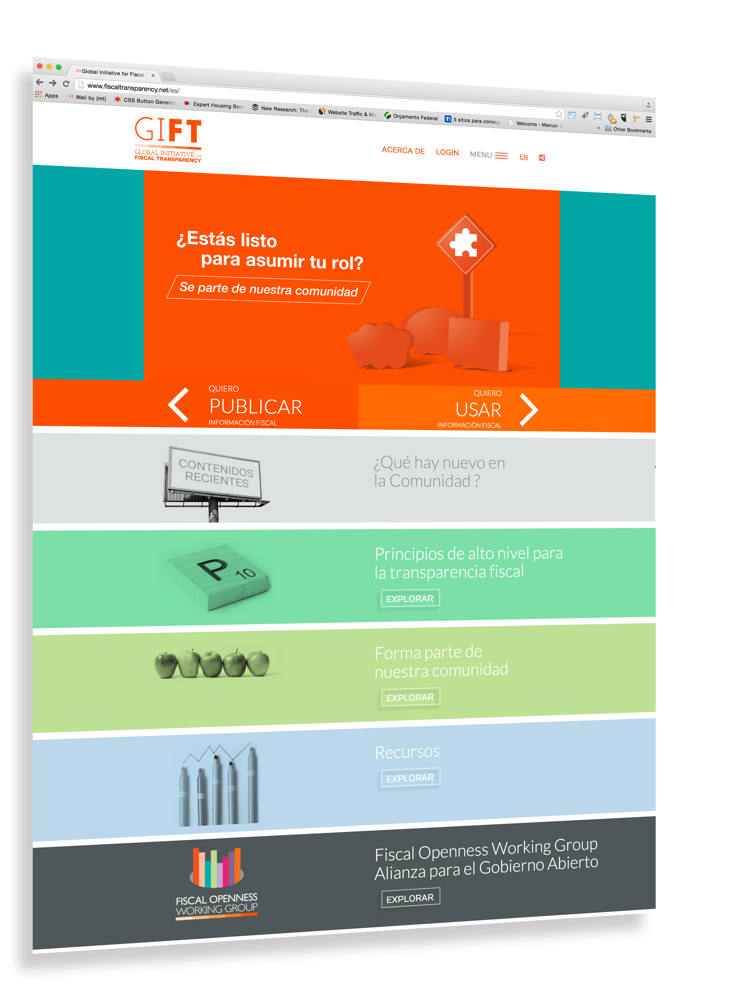 GIFT Global Initiative for Fiscal
www.fiscaltransparency.net/es/
Apps
GIFT Mail by (mt)
CSS Button Generat
Expert Housing Bene
New Research: The
Website Traffic & Mo
Orçamento Federal
T! 5 sitios para conseg
Welcome - Manual d
» Other Bookmarks
off
GIFT
GLOBAL INITIATIVE FOR
FISCAL TRANSPARENCY
ACERCA DE LOGIN MENU EN
¿Estás listo
para asumir tu rol?
Se parte de nuestra comunidad
QUIERO
PUBLICAR
INFORMACIÓN FISCAL
QUIERO
USAR
INFORMACIÓN FISCAL
CONTENIDOS
RECIENTES
¿Qué hay nuevo en
la Comunidad ?
P 10
Principios de alto nivel para
la transparencia fiscal
EXPLORAR
Forma parte de
nuestra comunidad
EXPLORAR
Recursos
EXPLORAR
FISCAL OPENNESS
WORKING GROUP
Fiscal Openness Working Group
Alianza para el Gobierno Abierto
EXPLORAR